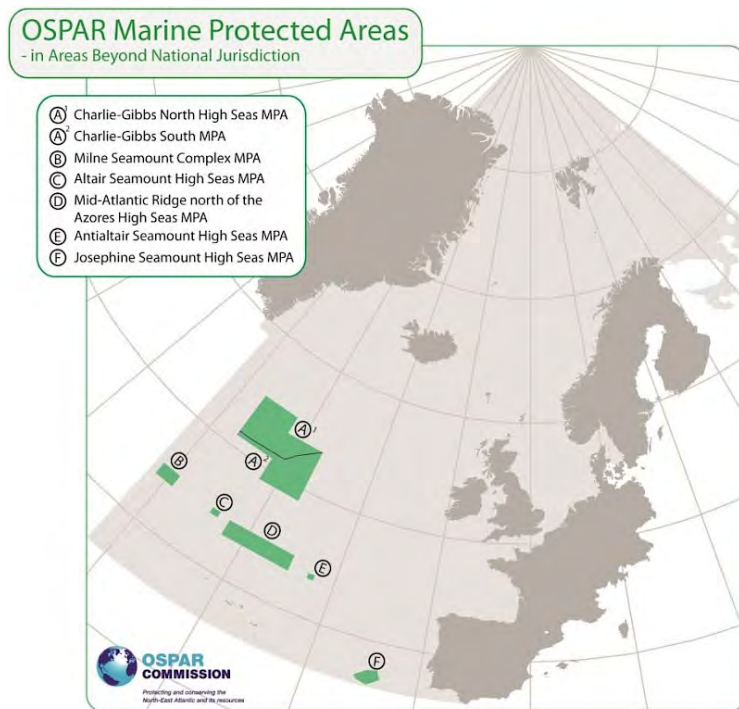 OSPAR Marine Protected Areas
- in Areas Beyond National Jurisdiction
A¹ Charlie-Gibbs North High Seas MPA
A² Charlie-Gibbs South MPA
B Milne Seamount Complex MPA
C Altair Seamount High Seas MPA
D Mid-Atlantic Ridge north of the
Azores High Seas MPA
E Antialtair Seamount High Seas MPA
F Josephine Seamount High Seas MPA
A¹
A²
B
C
D
E
F
OSPAR
COMMISSION
Protecting and conserving the
North-East Atlantic and its resources